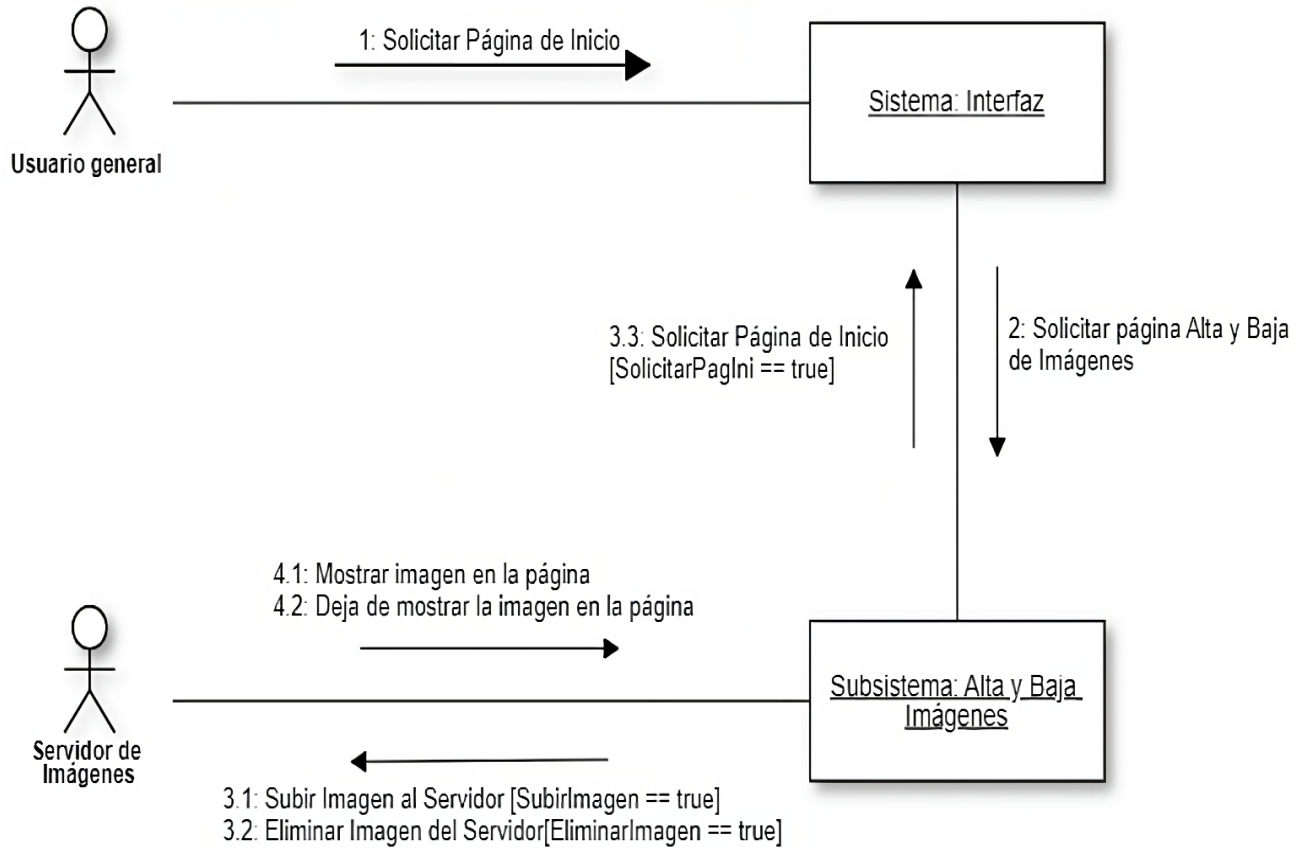 1: Solicitar Página de Inicio
Sistema: Interfaz
Usuario general
3.3: Solicitar Página de Inicio
[SolicitarPagIni == true]
2: Solicitar página Alta y Baja
de Imágenes
4.1: Mostrar imagen en la página
4.2: Deja de mostrar la imagen en la página
Subsistema: Alta y Baja
Imágenes
Servidor de
Imágenes
3.1: Subir Imagen al Servidor [SubirImagen == true]
3.2: Eliminar Imagen del Servidor[EliminarImagen == true]